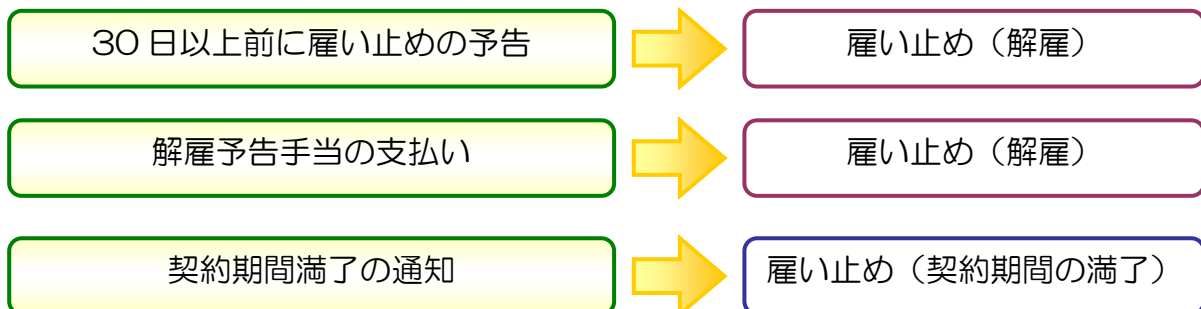 30日以上前に雇い止めの予告
雇い止め（解雇）
解雇予告手当の支払い
雇い止め（解雇）
契約期間満了の通知
雇い止め（契約期間の満了）